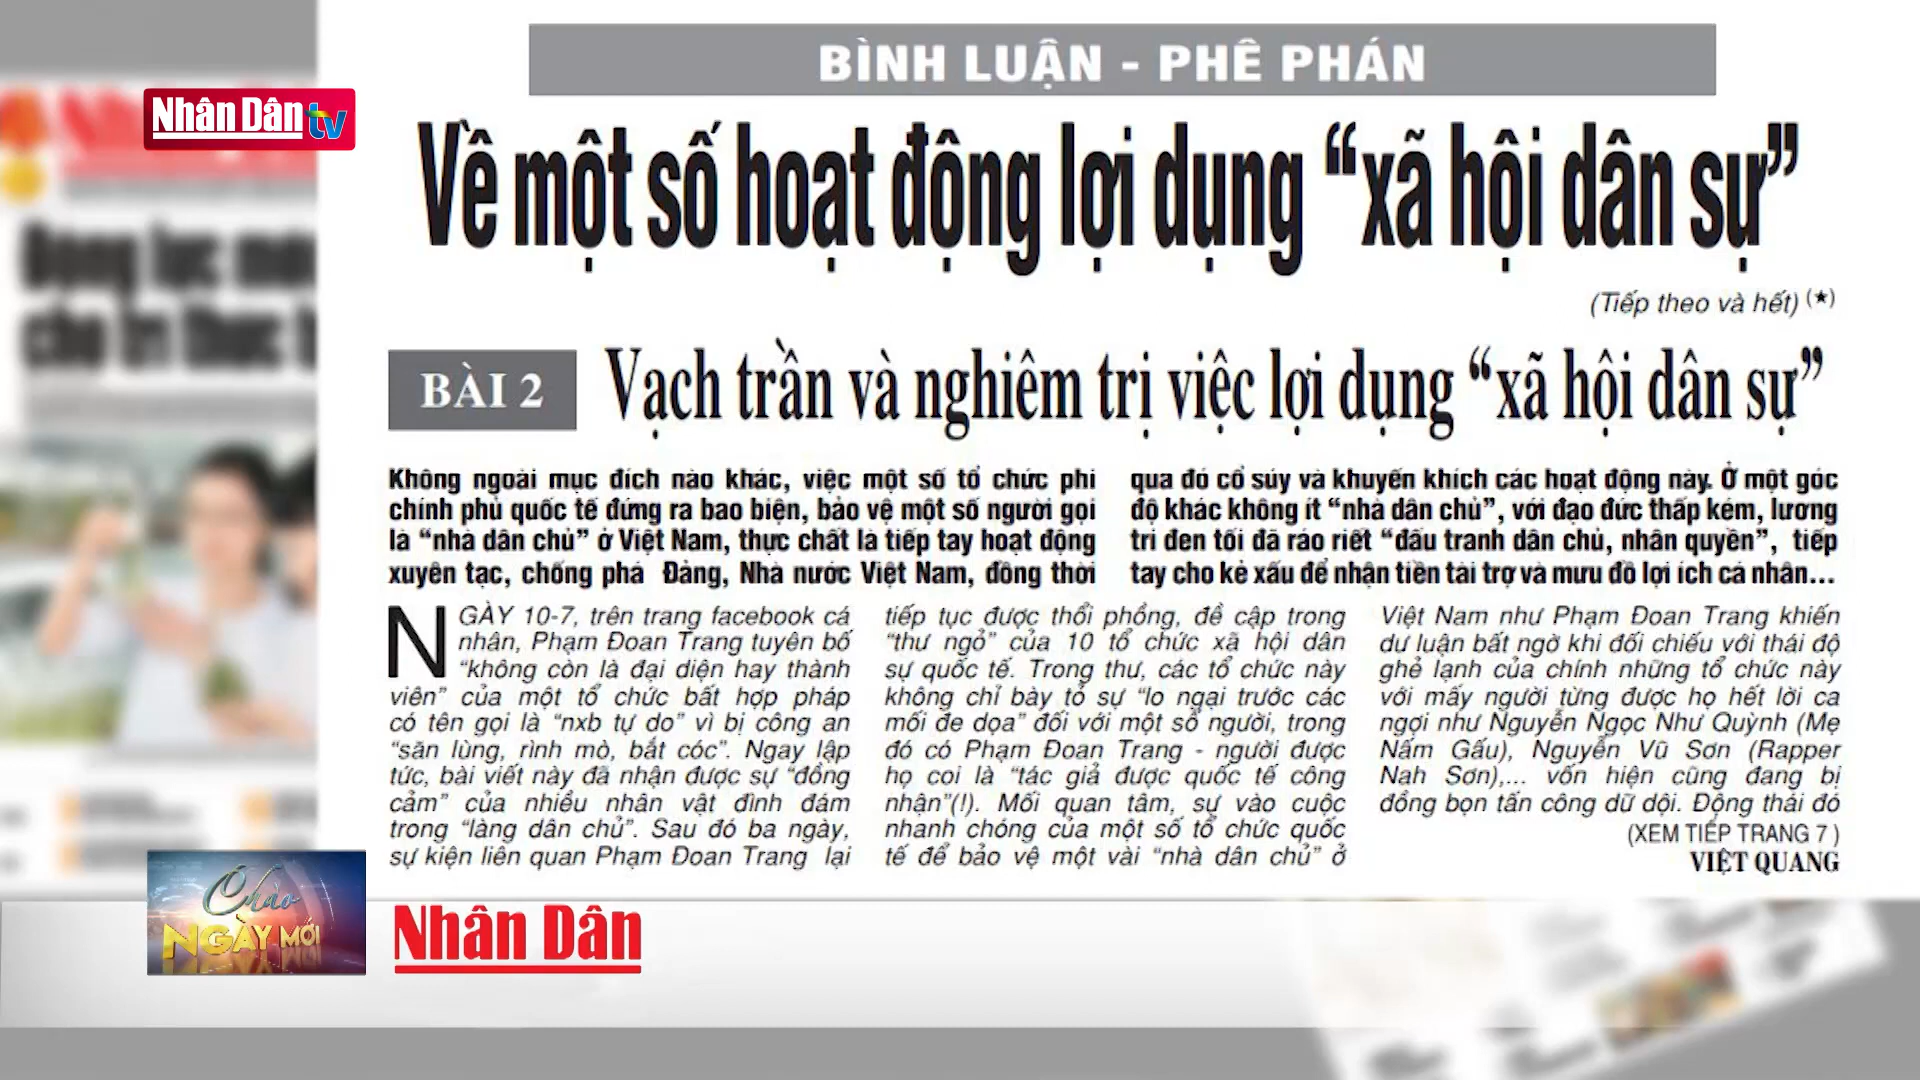 Nhân Dân tv
BÌNH LUẬN - PHÊ PHÁN
Về một số hoạt động lợi dụng “xã hội dân sự”
(Tiếp theo và hết) (★)
BÀI 2
Vạch trần và nghiêm trị việc lợi dụng “xã hội dân sự”
Không ngoài mục đích nào khác, việc một số tổ chức phi
chính phủ quốc tế đứng ra bao biện, bảo vệ một số người gọi
là “nhà dân chủ” ở Việt Nam, thực chất là tiếp tay hoạt động
xuyên tạc, chống phá Đảng, Nhà nước Việt Nam, đồng thời
qua đó cổ súy và khuyến khích các hoạt động này. Ở một góc
độ khác không ít “nhà dân chủ”, với đạo đức thấp kém, lương
tri đen tối đã ráo riết “đấu tranh dân chủ, nhân quyền”, tiếp
tay cho kẻ xấu để nhận tiền tài trợ và mưu đồ lợi ích cá nhân...
NGÀY 10-7, trên trang facebook cá
nhân, Phạm Đoan Trang tuyên bố
“không còn là đại diện hay thành
viên” của một tổ chức bất hợp pháp
có tên gọi là “nxb tự do” vì bị công an
“săn lùng, rình mò, bắt cóc”. Ngay lập
tức, bài viết này đã nhận được sự “đồng
cảm” của nhiều nhân vật đình đám
trong “làng dân chủ”. Sau đó ba ngày,
sự kiện liên quan Phạm Đoan Trang lại
tiếp tục được thổi phồng, đề cập trong
“thư ngỏ” của 10 tổ chức xã hội dân
sự quốc tế. Trong thư, các tổ chức này
không chỉ bày tỏ sự “lo ngại trước các
mối đe dọa” đối với một số người, trong
đó có Phạm Đoan Trang - người được
họ coi là “tác giả được quốc tế công
nhận”(!). Mối quan tâm, sự vào cuộc
nhanh chóng của một số tổ chức quốc
tế để bảo vệ một vài “nhà dân chủ” ở
Việt Nam như Phạm Đoan Trang khiến
dư luận bất ngờ khi đối chiếu với thái độ
ghẻ lạnh của chính những tổ chức này
với mấy người từng được họ hết lời ca
ngợi như Nguyễn Ngọc Như Quỳnh (Mẹ
Nấm Gấu), Nguyễn Vũ Sơn (Rapper
Nah Sơn),... vốn hiện cũng đang bị
đồng bọn tấn công dữ dội. Động thái đó
(XEM TIẾP TRANG 7 )
VIỆT QUANG
Chào
NGÀY MỚI
Nhân Dân